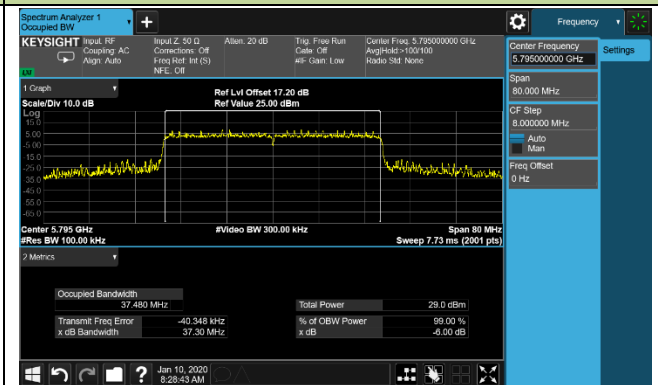 Spectrum Analyzer 1
Occupied BW
+
Frequency
KEYSIGHT
Input: RF
Coupling: AC
Align: Auto
Input Z: 50 Ω
Corrections: Off
Freq Ref: Int (S)
NFE: Off
Atten: 20 dB
Trig: Free Run
Gate: Off
#IF Gain: Low
Center Freq: 5.795000000 GHz
Avg|Hold:>100/100
Radio Std: None
Center Frequency
5.795000000 GHz
Settings
Span
80.000 MHz
CF Step
8.000000 MHz
Auto
Man
Freq Offset
0 Hz
1 Graph
Scale/Div 10.0 dB
Ref Lvl Offset 17.20 dB
Ref Value 25.00 dBm
Log
15.0
5.00
-5.00
-15.0
-25.0
-35.0
-45.0
-55.0
-65.0
Center 5.795 GHz
#Res BW 100.00 kHz
#Video BW 300.00 kHz
Span 80 MHz
Sweep 7.73 ms (2001 pts)
2 Metrics
Occupied Bandwidth
37.480 MHz
Total Power 29.0 dBm
Transmit Freq Error -40.348 kHz
% of OBW Power 99.00 %
x dB Bandwidth 37.30 MHz
x dB -6.00 dB
?
Jan 10, 2020
8:28:43 AM